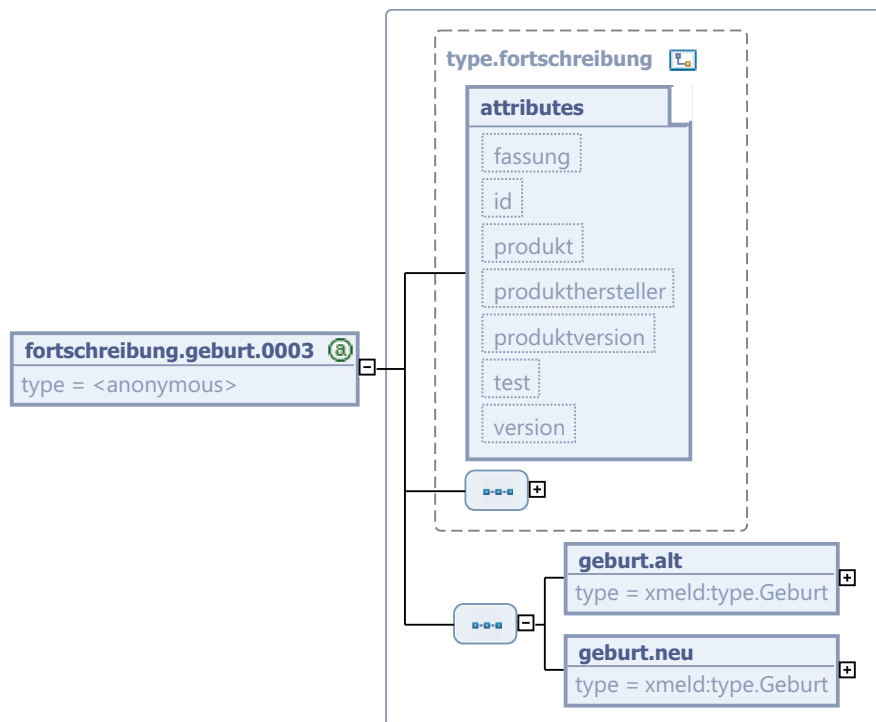 type.fortschreibung
attributes
fassung
id
produkt
produkthersteller
produktversion
test
version
fortschreibung.geburt.0003 @
type = <anonymous>
geburt.alt
type = xmeld:type.Geburt
geburt.neu
type = xmeld:type.Geburt